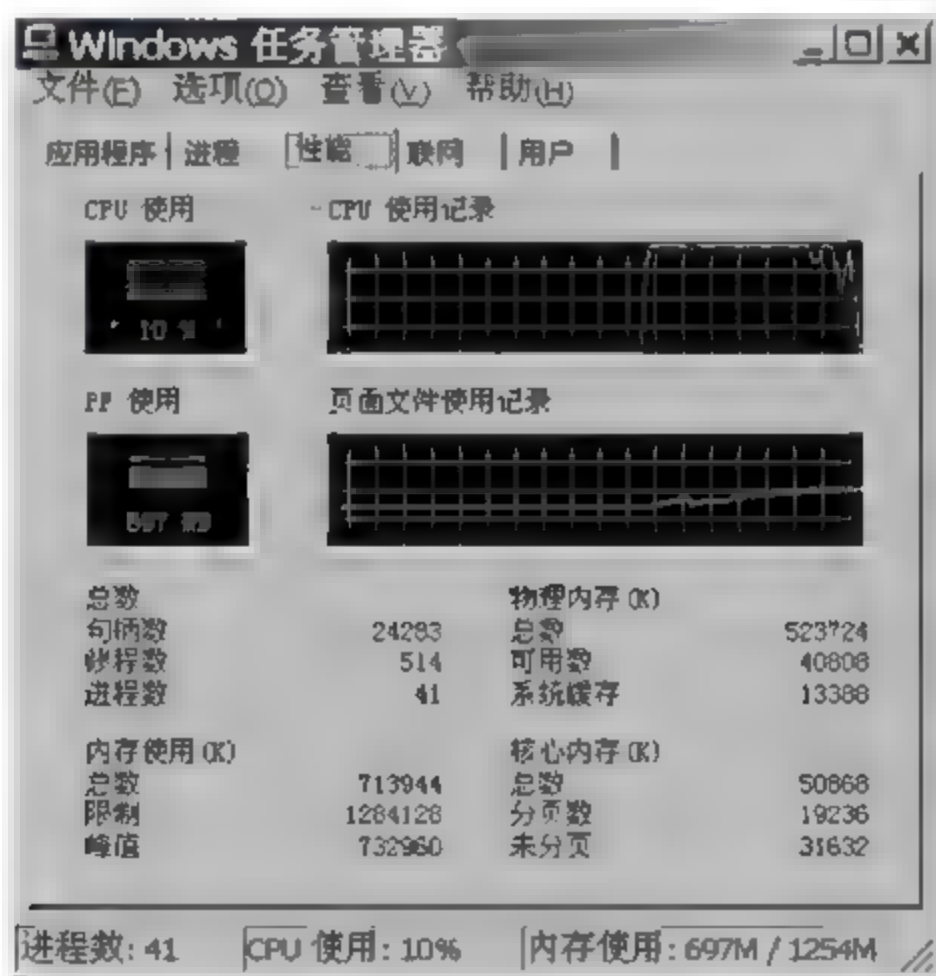 Windows 任务管理器
文件(E) 选项(O) 查看(V) 帮助(H)
应用程序 进程 性能 联网 用户
CPU 使用 CPU 使用记录
10 %
PF 使用 页面文件使用记录
697 MB
总数 物理内存(K)
句柄数 24283 总数 523724
线程数 514 可用数 40808
进程数 41 系统缓存 13388
内存使用(K) 核心内存(K)
总数 713944 总数 50868
限制 1284128 分页数 19236
峰值 732960 未分页 31632
进程数: 41 CPU 使用: 10% 内存使用: 697M / 1254M